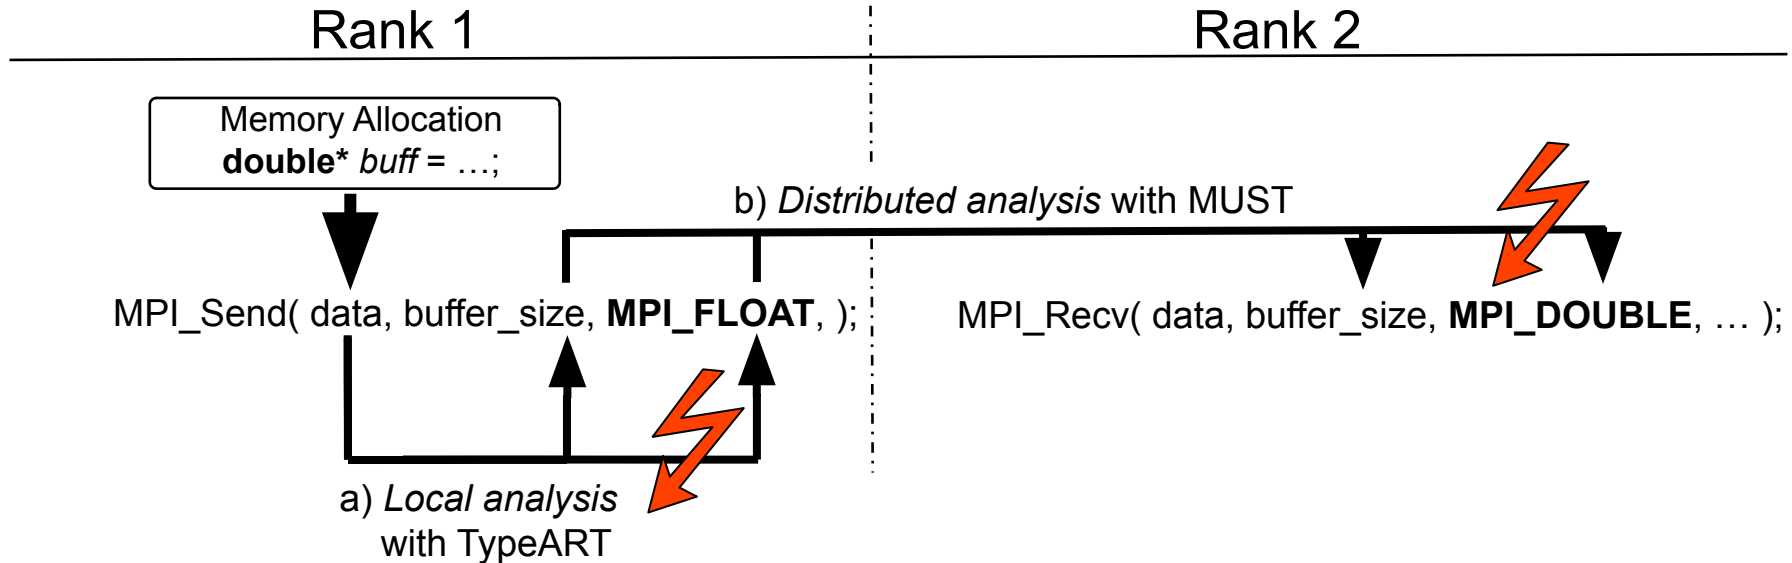 Rank 1
Rank 2
Memory Allocation
double* buff = …;
b) Distributed analysis with MUST
MPI_Send( data, buffer_size, MPI_FLOAT, );
MPI_Recv( data, buffer_size, MPI_DOUBLE, … );
a) Local analysis
with TypeART